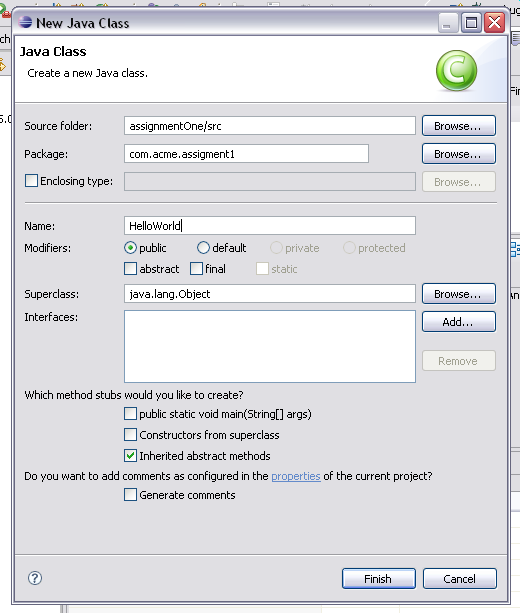 New Java Class
Java Class
Create a new Java class.
Source folder: assignmentOne/src Browse...
Package: com.acme.assigment1 Browse...
Enclosing type: Browse...
Name: HelloWorld
Modifiers: public default private protected
abstract final static
Superclass: java.lang.Object Browse...
Interfaces: Add...
Remove
Which method stubs would you like to create?
public static void main(String[] args)
Constructors from superclass
Inherited abstract methods
Do you want to add comments as configured in the properties of the current project?
Generate comments
? Finish Cancel